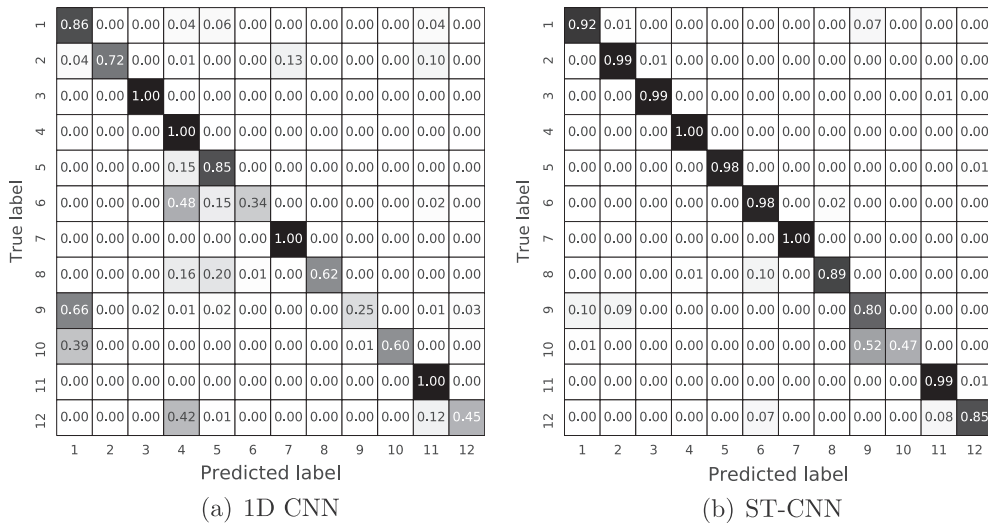 True label
1 0.86 0.00 0.00 0.04 0.06 0.00 0.00 0.00 0.00 0.00 0.04 0.00
2 0.04 0.72 0.00 0.01 0.00 0.00 0.13 0.00 0.00 0.00 0.10 0.00
3 0.00 0.00 1.00 0.00 0.00 0.00 0.00 0.00 0.00 0.00 0.00 0.00
4 0.00 0.00 0.00 1.00 0.00 0.00 0.00 0.00 0.00 0.00 0.00 0.00
5 0.00 0.00 0.00 0.15 0.85 0.00 0.00 0.00 0.00 0.00 0.00 0.00
6 0.00 0.00 0.00 0.48 0.15 0.34 0.00 0.00 0.00 0.00 0.02 0.00
7 0.00 0.00 0.00 0.00 0.00 0.00 1.00 0.00 0.00 0.00 0.00 0.00
8 0.00 0.00 0.00 0.16 0.20 0.01 0.00 0.62 0.00 0.00 0.00 0.00
9 0.66 0.00 0.02 0.01 0.02 0.00 0.00 0.00 0.25 0.00 0.01 0.03
10 0.39 0.00 0.00 0.00 0.00 0.00 0.00 0.00 0.01 0.60 0.00 0.00
11 0.00 0.00 0.00 0.00 0.00 0.00 0.00 0.00 0.00 0.00 1.00 0.00
12 0.00 0.00 0.00 0.42 0.01 0.00 0.00 0.00 0.00 0.00 0.12 0.45
1 2 3 4 5 6 7 8 9 10 11 12
Predicted label
(a) 1D CNN
True label
1 0.92 0.01 0.00 0.00 0.00 0.00 0.00 0.00 0.07 0.00 0.00 0.00
2 0.00 0.99 0.01 0.00 0.00 0.00 0.00 0.00 0.00 0.00 0.00 0.00
3 0.00 0.00 0.99 0.00 0.00 0.00 0.00 0.00 0.00 0.00 0.01 0.00
4 0.00 0.00 0.00 1.00 0.00 0.00 0.00 0.00 0.00 0.00 0.00 0.00
5 0.00 0.00 0.00 0.00 0.98 0.00 0.00 0.00 0.00 0.00 0.00 0.01
6 0.00 0.00 0.00 0.00 0.00 0.98 0.00 0.02 0.00 0.00 0.00 0.00
7 0.00 0.00 0.00 0.00 0.00 0.00 1.00 0.00 0.00 0.00 0.00 0.00
8 0.00 0.00 0.00 0.01 0.00 0.10 0.00 0.89 0.00 0.00 0.00 0.00
9 0.10 0.09 0.00 0.00 0.00 0.00 0.00 0.00 0.80 0.00 0.00 0.00
10 0.01 0.00 0.00 0.00 0.00 0.00 0.00 0.00 0.52 0.47 0.00 0.00
11 0.00 0.00 0.00 0.00 0.00 0.00 0.00 0.00 0.00 0.00 0.99 0.01
12 0.00 0.00 0.00 0.00 0.00 0.07 0.00 0.00 0.00 0.00 0.08 0.85
1 2 3 4 5 6 7 8 9 10 11 12
Predicted label
(b) ST-CNN